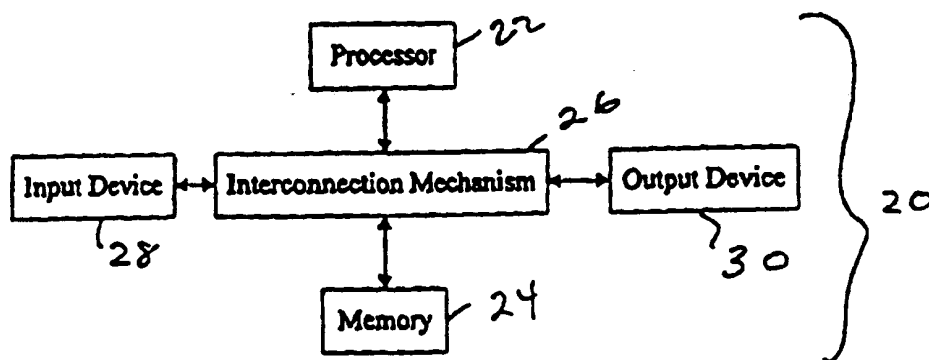 Processor 22
26
Input Device Interconnection Mechanism Output Device 20
28 30
Memory 24